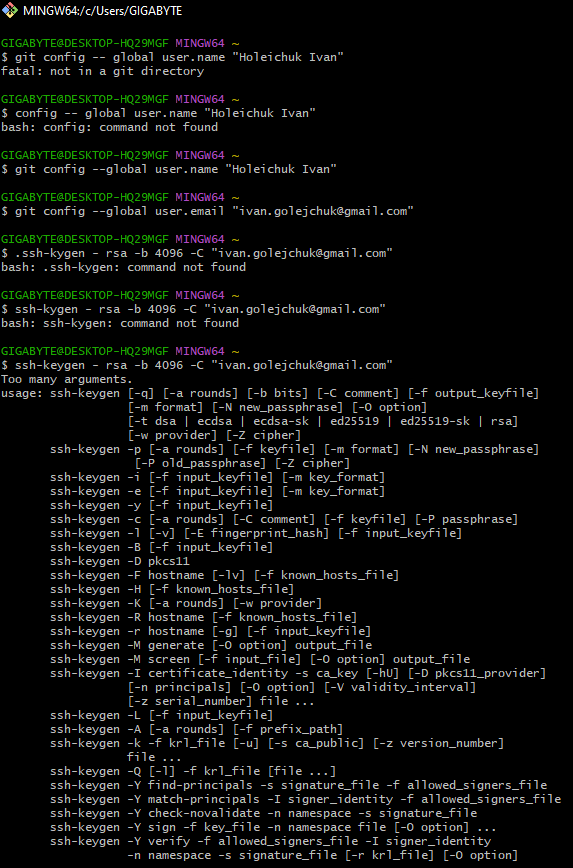 MINGW64:/c/Users/GIGABYTE
GIGABYTE@DESKTOP-HQ29MGF MINGW64 ~
$ git config -- global user.name "Holeichuk Ivan"
fatal: not in a git directory
GIGABYTE@DESKTOP-HQ29MGF MINGW64 ~
$ config -- global user.name "Holeichuk Ivan"
bash: config: command not found
GIGABYTE@DESKTOP-HQ29MGF MINGW64 ~
$ git config --global user.name "Holeichuk Ivan"
GIGABYTE@DESKTOP-HQ29MGF MINGW64 ~
$ git config --global user.email "ivan.golejchuk@gmail.com"
GIGABYTE@DESKTOP-HQ29MGF MINGW64 ~
$ .ssh-kygen - rsa -b 4096 -C "ivan.golejchuk@gmail.com"
bash: .ssh-kygen: command not found
GIGABYTE@DESKTOP-HQ29MGF MINGW64 ~
$ ssh-kygen - rsa -b 4096 -C "ivan.golejchuk@gmail.com"
bash: ssh-kygen: command not found
GIGABYTE@DESKTOP-HQ29MGF MINGW64 ~
$ ssh-keygen - rsa -b 4096 -C "ivan.golejchuk@gmail.com"
Too many arguments.
usage: ssh-keygen [-q] [-a rounds] [-b bits] [-C comment] [-f output_keyfile]
[-m format] [-N new_passphrase] [-O option]
[-t dsa | ecdsa | ecdsa-sk | ed25519 | ed25519-sk | rsa]
[-w provider] [-Z cipher]
ssh-keygen -p [-a rounds] [-f keyfile] [-m format] [-N new_passphrase]
[-P old_passphrase] [-Z cipher]
ssh-keygen -i [-f input_keyfile] [-m key_format]
ssh-keygen -e [-f input_keyfile] [-m key_format]
ssh-keygen -y [-f input_keyfile]
ssh-keygen -c [-a rounds] [-C comment] [-f keyfile] [-P passphrase]
ssh-keygen -l [-v] [-E fingerprint_hash] [-f input_keyfile]
ssh-keygen -B [-f input_keyfile]
ssh-keygen -D pkcs11
ssh-keygen -F hostname [-lv] [-f known_hosts_file]
ssh-keygen -H [-f known_hosts_file]
ssh-keygen -K [-a rounds] [-w provider]
ssh-keygen -R hostname [-f known_hosts_file]
ssh-keygen -r hostname [-g] [-f input_keyfile]
ssh-keygen -M generate [-O option] output_file
ssh-keygen -M screen [-f input_file] [-O option] output_file
ssh-keygen -I certificate_identity -s ca_key [-hU] [-D pkcs11_provider]
[-n principals] [-O option] [-V validity_interval]
[-z serial_number] file ...
ssh-keygen -L [-f input_keyfile]
ssh-keygen -A [-a rounds] [-f prefix_path]
ssh-keygen -k -f krl_file [-u] [-s ca_public] [-z version_number]
file ...
ssh-keygen -Q [-l] -f krl_file [file ...]
ssh-keygen -Y find-principals -s signature_file -f allowed_signers_file
ssh-keygen -Y match-principals -I signer_identity -f allowed_signers_file
ssh-keygen -Y check-novalidate -n namespace -s signature_file
ssh-keygen -Y sign -f key_file -n namespace file [-O option] ...
ssh-keygen -Y verify -f allowed_signers_file -I signer_identity
-n namespace -s signature_file [-r krl_file] [-O option]